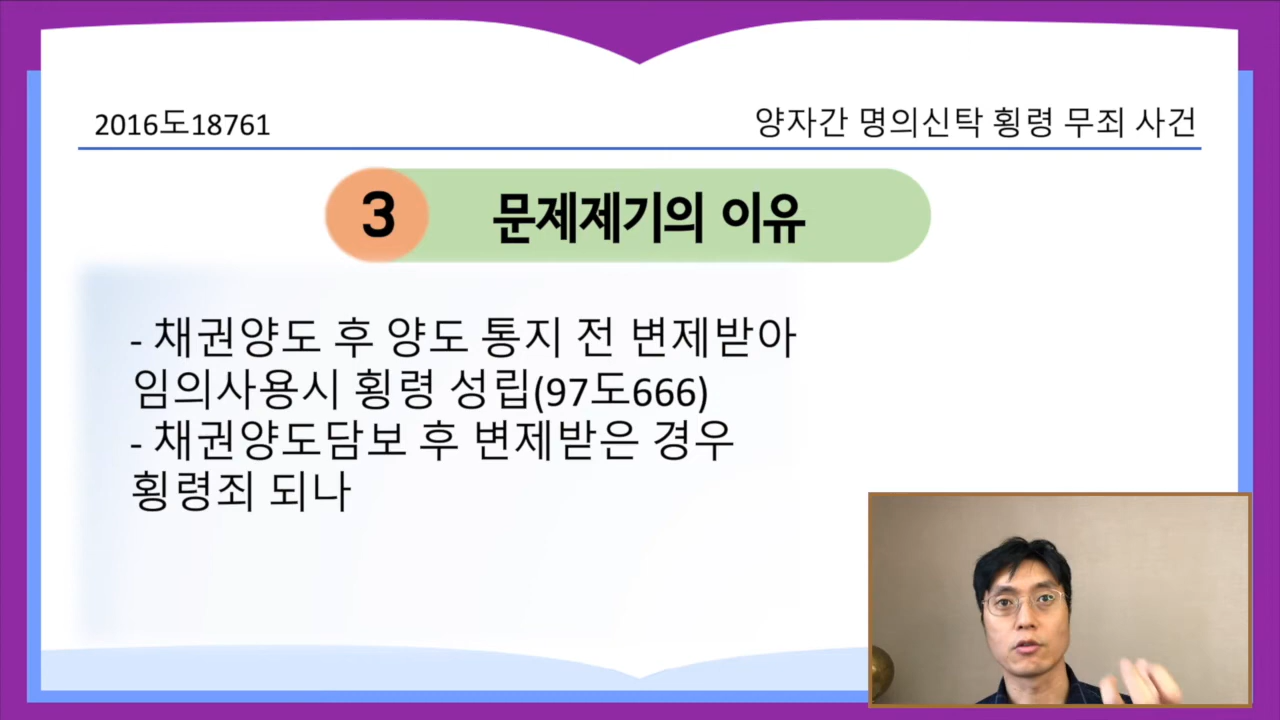 2016도18761
양자간 명의신탁 횡령 무죄 사건
3 문제제기의 이유
- 채권양도 후 양도 통지 전 변제받아
임의사용시 횡령 성립(97도666)
- 채권양도담보 후 변제받은 경우
횡령죄 되나